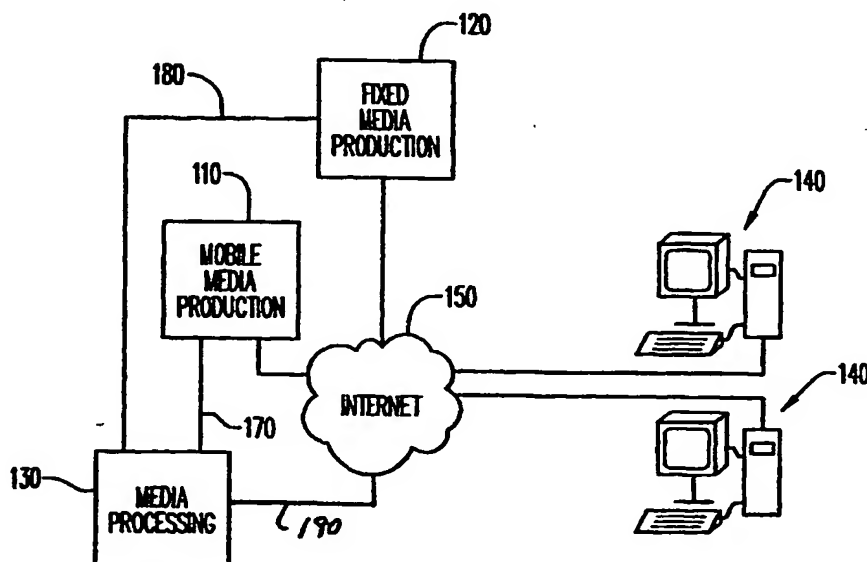 120
180
FIXED
MEDIA
PRODUCTION
110
140
MOBILE
MEDIA
PRODUCTION
150
INTERNET
140
170
130
MEDIA
PROCESSING
190